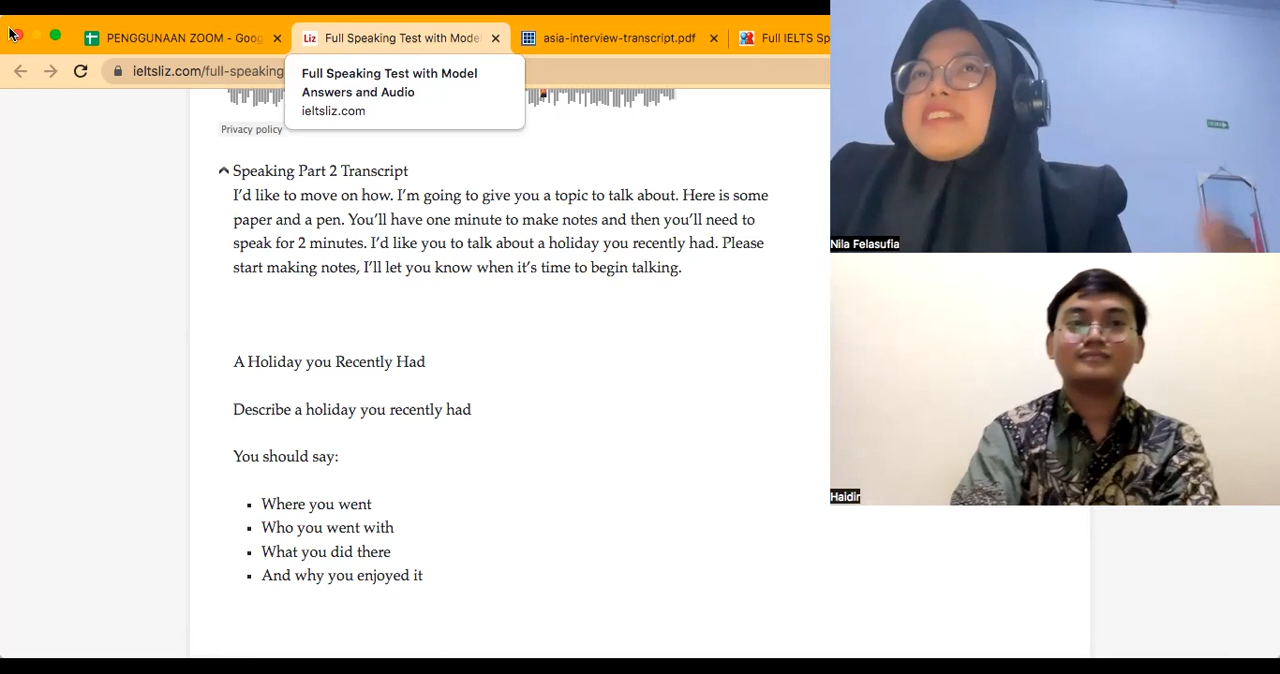 PENGGUNAAN ZOOM - Goog
Full Speaking Test with Model
asia-interview-transcript.pdf
Full IELTS Sp
ieltsliz.com/full-speaking
Full Speaking Test with Model
Answers and Audio
ieltsliz.com
Liz
Privacy policy
Speaking Part 2 Transcript
I'd like to move on how. I'm going to give you a topic to talk about. Here is some
paper and a pen. You'll have one minute to make notes and then you'll need to
speak for 2 minutes. I'd like you to talk about a holiday you recently had. Please
start making notes, I'll let you know when it's time to begin talking.
A Holiday you Recently Had
Describe a holiday you recently had
You should say:
Where you went
Who you went with
What you did there
And why you enjoyed it
Nila Felasufia
Haidir